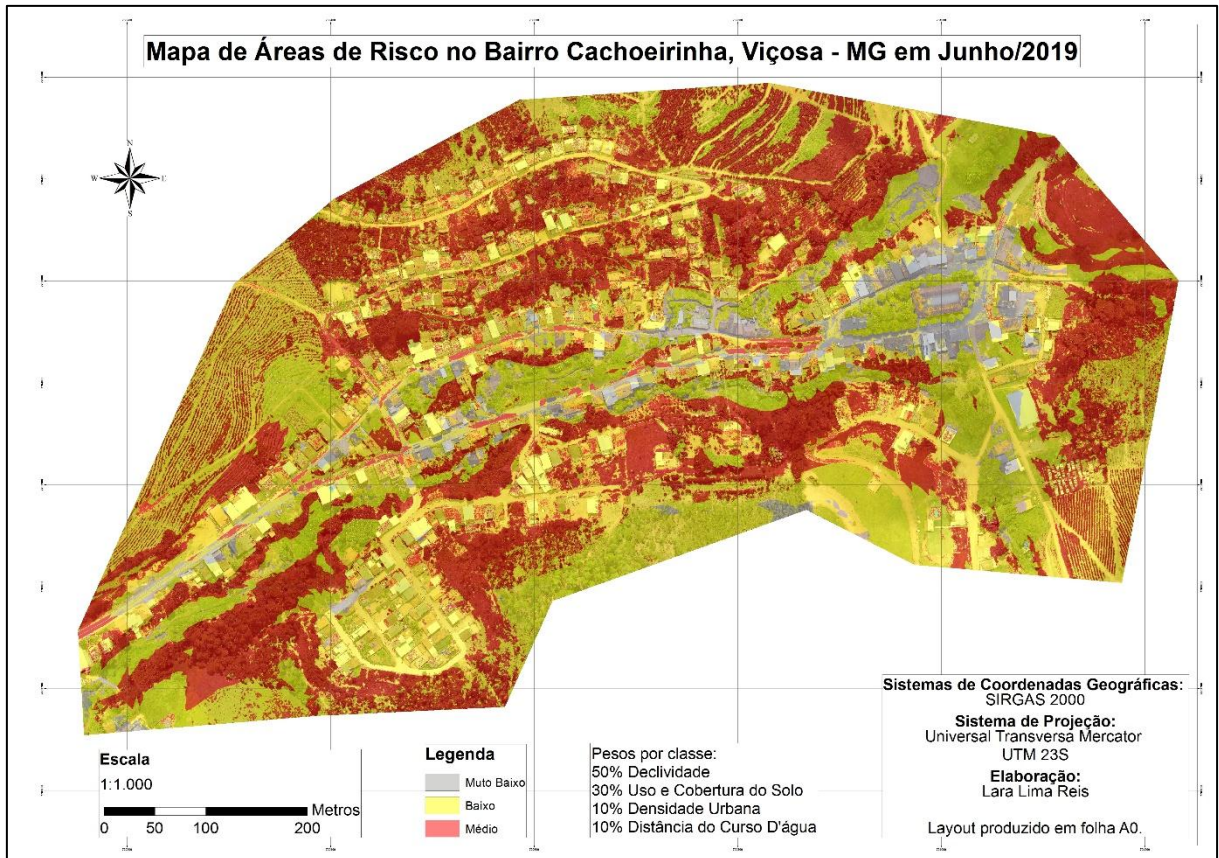 Mapa de Áreas de Risco no Bairro Cachoeirinha, Viçosa - MG em Junho/2019
N
W E
S
Escala
1:1.000
Metros
0 50 100 200
Legenda
Muto Baixo
Baixo
Médio
Pesos por classe:
50% Declividade
30% Uso e Cobertura do Solo
10% Densidade Urbana
10% Distância do Curso D'água
Sistemas de Coordenadas Geográficas:
SIRGAS 2000
Sistema de Projeção:
Universal Transversa Mercator
UTM 23S
Elaboração:
Lara Lima Reis
Layout produzido em folha A0.